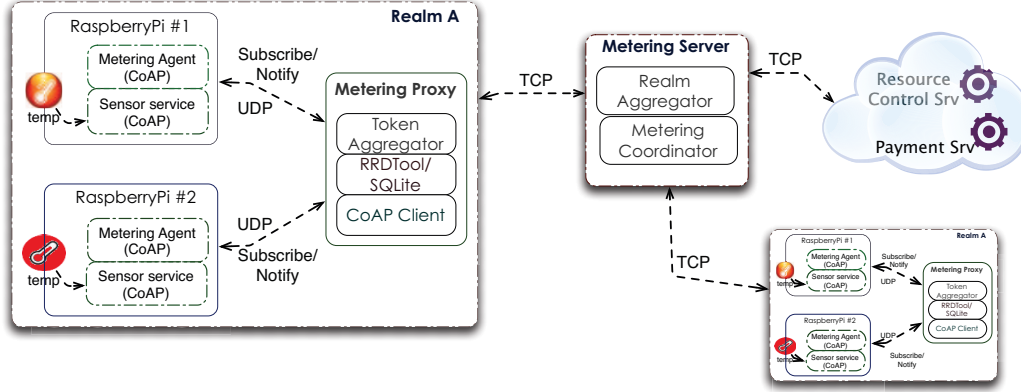 Realm A
RaspberryPi #1
Metering Agent
(CoAP)
Sensor service
(CoAP)
temp
Subscribe/
Notify
UDP
RaspberryPi #2
Metering Agent
(CoAP)
Sensor service
(CoAP)
temp
UDP
Subscribe/
Notify
Metering Proxy
Token
Aggregator
RRDTool/
SQLite
CoAP Client
TCP
Metering Server
Realm
Aggregator
Metering
Coordinator
TCP
Resource
Control Srv
Payment Srv
TCP
Realm A
RaspberryPi #1
Metering Agent
(CoAP)
Sensor service
(CoAP)
temp
Subscribe/
Notify
UDP
RaspberryPi #2
Metering Agent
(CoAP)
Sensor service
(CoAP)
temp
UDP
Subscribe/
Notify
Metering Proxy
Token
Aggregator
RRDTool/
SQLite
CoAP Client